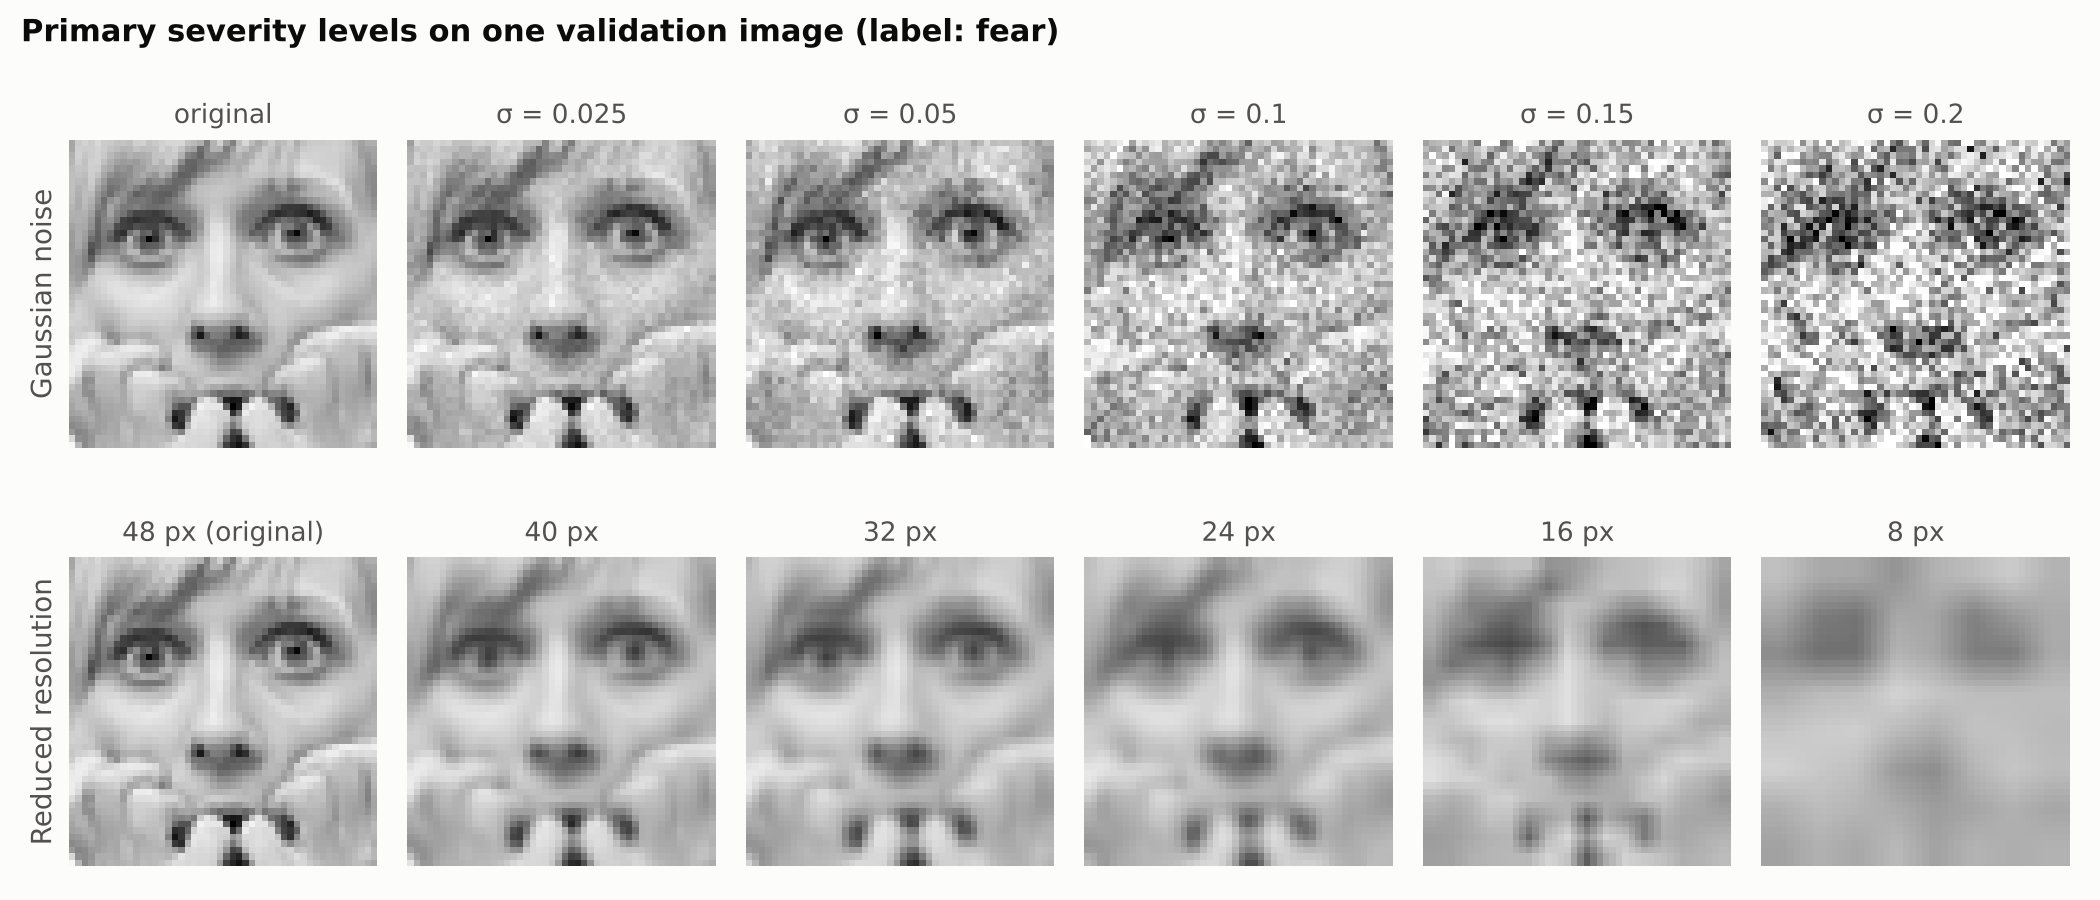 Primary severity levels on one validation image (label: fear)
original
σ = 0.025
σ = 0.05
σ = 0.1
σ = 0.15
σ = 0.2
Gaussian noise
48 px (original)
40 px
32 px
24 px
16 px
8 px
Reduced resolution